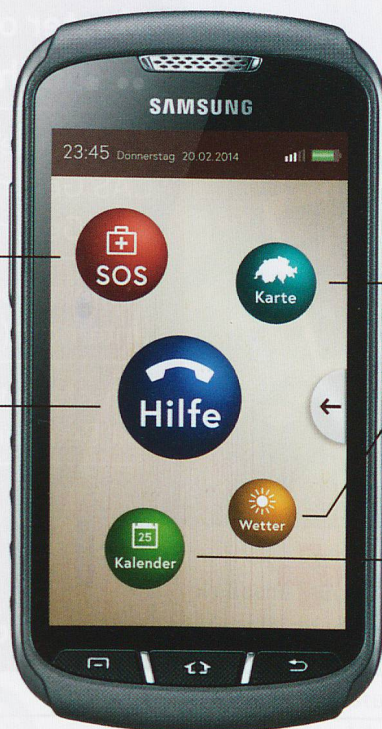 SAMSUNG
23:45 Donnerstag 20.02.2014
SOS
Karte
Hilfe
Wetter
25
Kalender